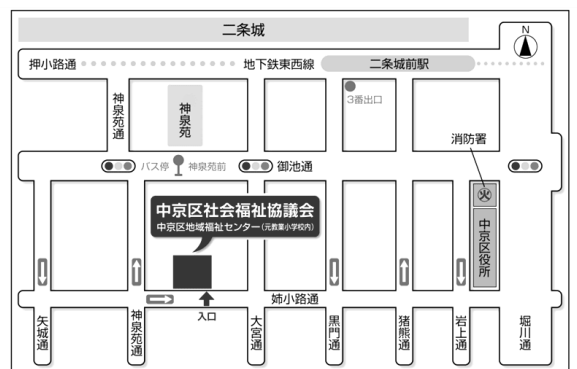 二条城
N
押小路通
地下鉄東西線
二条城前駅
3番出口
神泉苑通
神泉苑
消防署
バス停
神泉苑前
御池通
火
中京区社会福祉協議会
中京区地域福祉センター(元教業小学校内)
中京区役所
入口
姉小路通
矢城通
神泉苑通
大宮通
黒門通
猪熊通
岩上通
堀川通